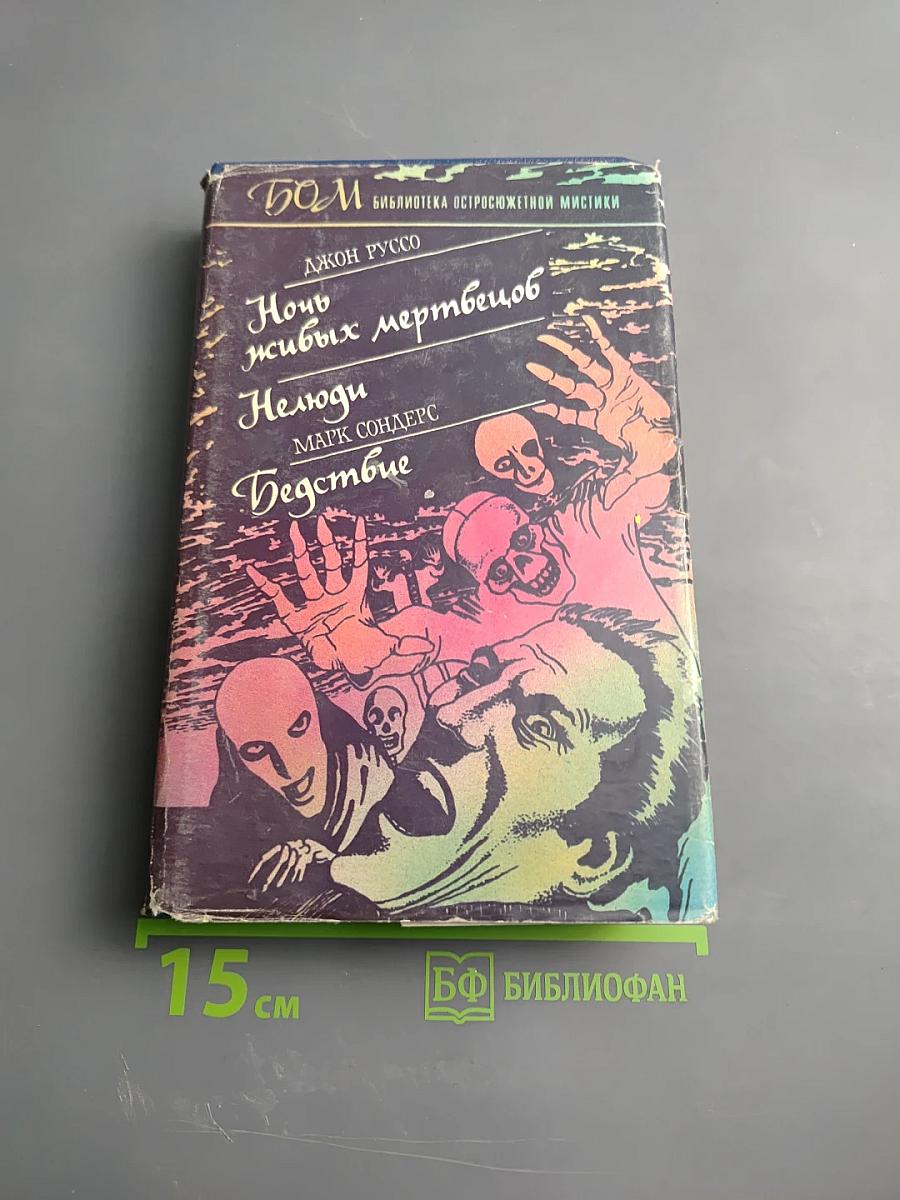 БОМ БИБЛИОТЕКА ОСТРОСЮЖЕТНОЙ МИСТИКИ
ДЖОН РУССО
Ночь
живых мертвецов
Нелюди
МАРК СОНДЕРС
Бедствие
15 см
БФ БИБЛИОФАН